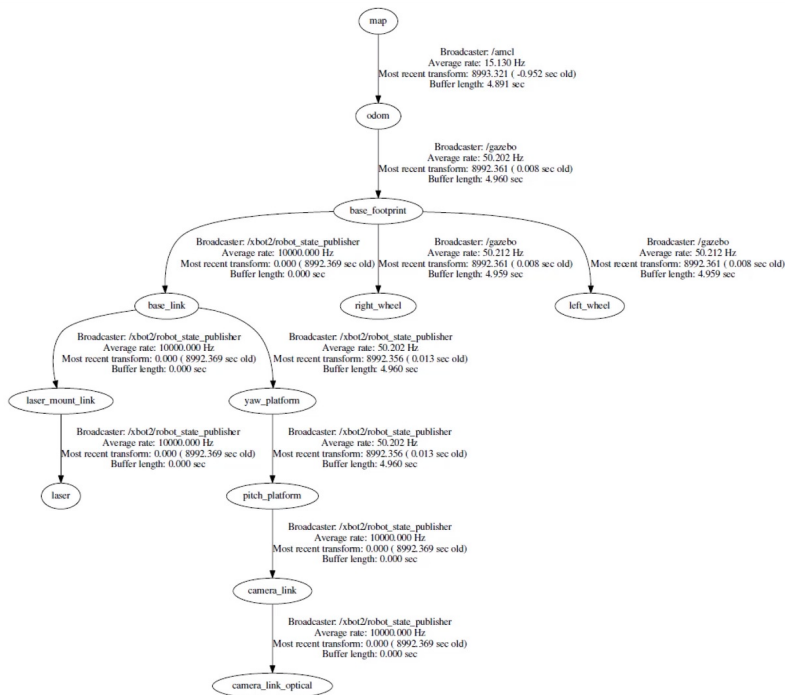 map
Broadcaster: /amcl
Average rate: 15.130 Hz
Most recent transform: 8993.321 ( -0.952 sec old)
Buffer length: 4.891 sec
odom
Broadcaster: /gazebo
Average rate: 50.202 Hz
Most recent transform: 8992.361 ( 0.008 sec old)
Buffer length: 4.960 sec
base_footprint
Broadcaster: /xbot2/robot_state_publisher
Average rate: 10000.000 Hz
Most recent transform: 0.000 ( 8992.369 sec old)
Buffer length: 0.000 sec
Broadcaster: /gazebo
Average rate: 50.212 Hz
Most recent transform: 8992.361 ( 0.008 sec old)
Buffer length: 4.959 sec
Broadcaster: /gazebo
Average rate: 50.212 Hz
Most recent transform: 8992.361 ( 0.008 sec old)
Buffer length: 4.959 sec
base_link
right_wheel
left_wheel
Broadcaster: /xbot2/robot_state_publisher
Average rate: 10000.000 Hz
Most recent transform: 0.000 ( 8992.369 sec old)
Buffer length: 0.000 sec
Broadcaster: /xbot2/robot_state_publisher
Average rate: 50.202 Hz
Most recent transform: 8992.356 ( 0.013 sec old)
Buffer length: 4.960 sec
laser_mount_link
yaw_platform
Broadcaster: /xbot2/robot_state_publisher
Average rate: 10000.000 Hz
Most recent transform: 0.000 ( 8992.369 sec old)
Buffer length: 0.000 sec
Broadcaster: /xbot2/robot_state_publisher
Average rate: 50.202 Hz
Most recent transform: 8992.356 ( 0.013 sec old)
Buffer length: 4.960 sec
laser
pitch_platform
Broadcaster: /xbot2/robot_state_publisher
Average rate: 10000.000 Hz
Most recent transform: 0.000 ( 8992.369 sec old)
Buffer length: 0.000 sec
camera_link
Broadcaster: /xbot2/robot_state_publisher
Average rate: 10000.000 Hz
Most recent transform: 0.000 ( 8992.369 sec old)
Buffer length: 0.000 sec
camera_link_optical